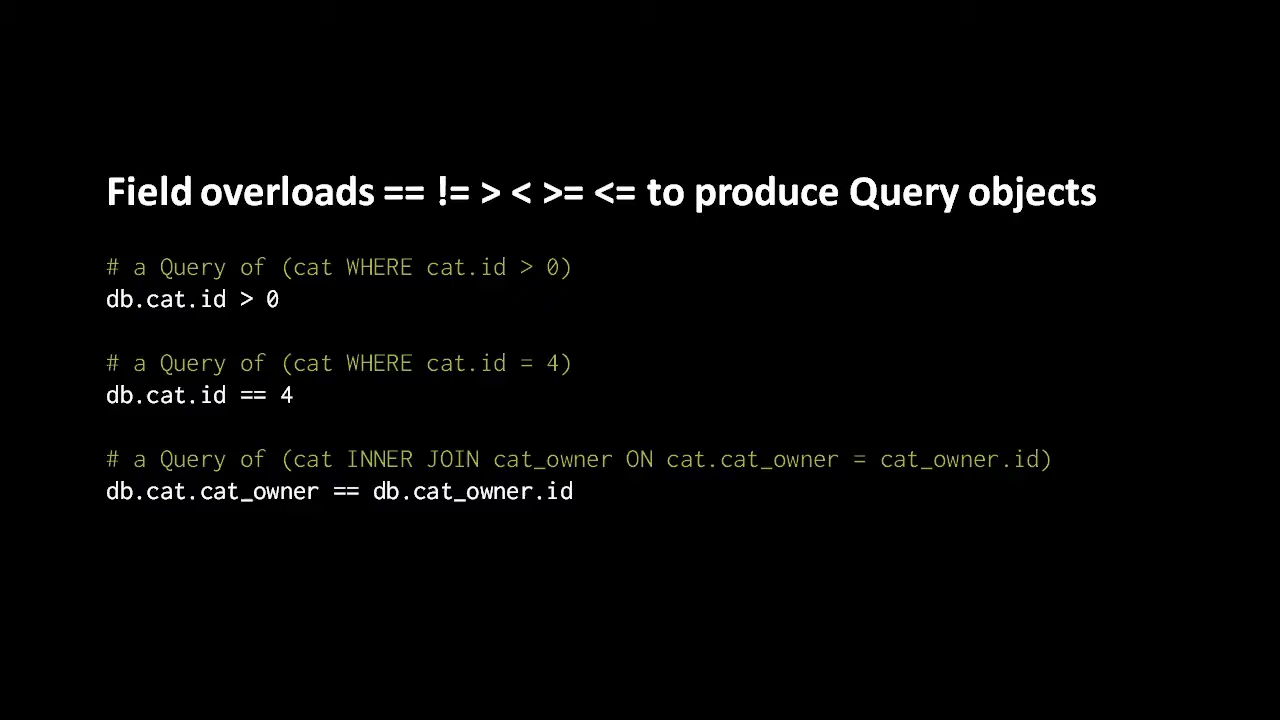 Field overloads == != > < >= <= to produce Query objects
# a Query of (cat WHERE cat.id > 0)
db.cat.id > 0
# a Query of (cat WHERE cat.id = 4)
db.cat.id == 4
# a Query of (cat INNER JOIN cat_owner ON cat.cat_owner = cat_owner.id)
db.cat.cat_owner == db.cat_owner.id